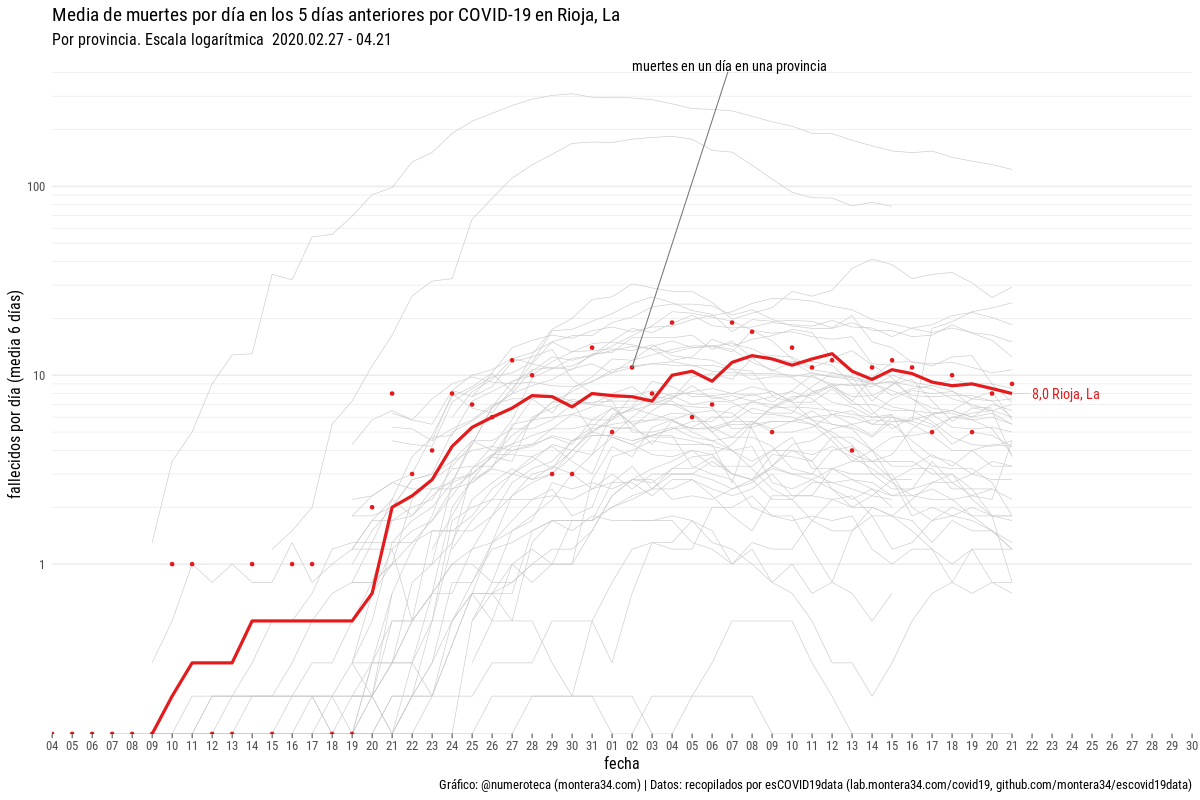 Media de muertes por día en los 5 días anteriores por COVID-19 en Rioja, La
Por provincia. Escala logarítmica  2020.02.27 - 04.21
muertes en un día en una provincia
100
10
1
fallecidos por día (media 6 días)
8,0 Rioja, La
04 05 06 07 08 09 10 11 12 13 14 15 16 17 18 19 20 21 22 23 24 25 26 27 28 29 30 31 01 02 03 04 05 06 07 08 09 10 11 12 13 14 15 16 17 18 19 20 21 22 23 24 25 26 27 28 29 30
fecha
Gráfico: @numeroteca (montera34.com) | Datos: recopilados por esCOVID19data (lab.montera34.com/covid19, github.com/montera34/escovid19data)